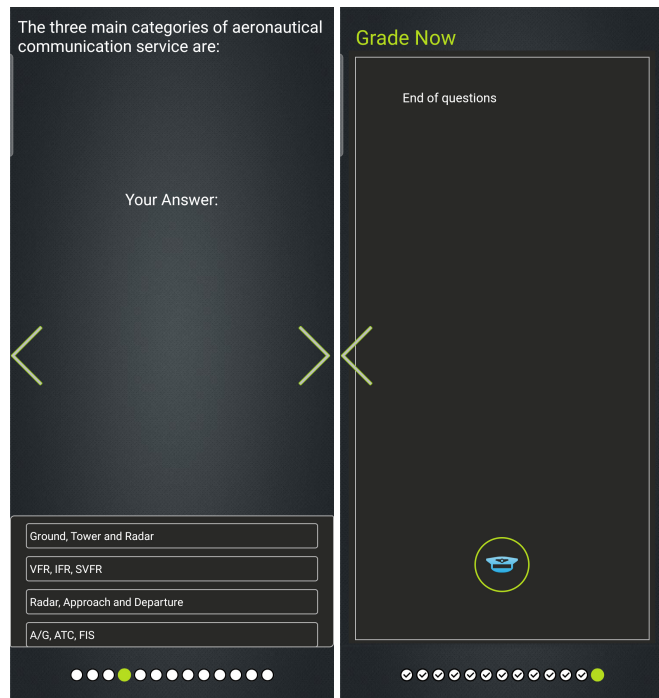 The three main categories of aeronautical
communication service are:
Your Answer:
Ground, Tower and Radar
VFR, IFR, SVFR
Radar, Approach and Departure
A/G, ATC, FIS
Grade Now
End of questions